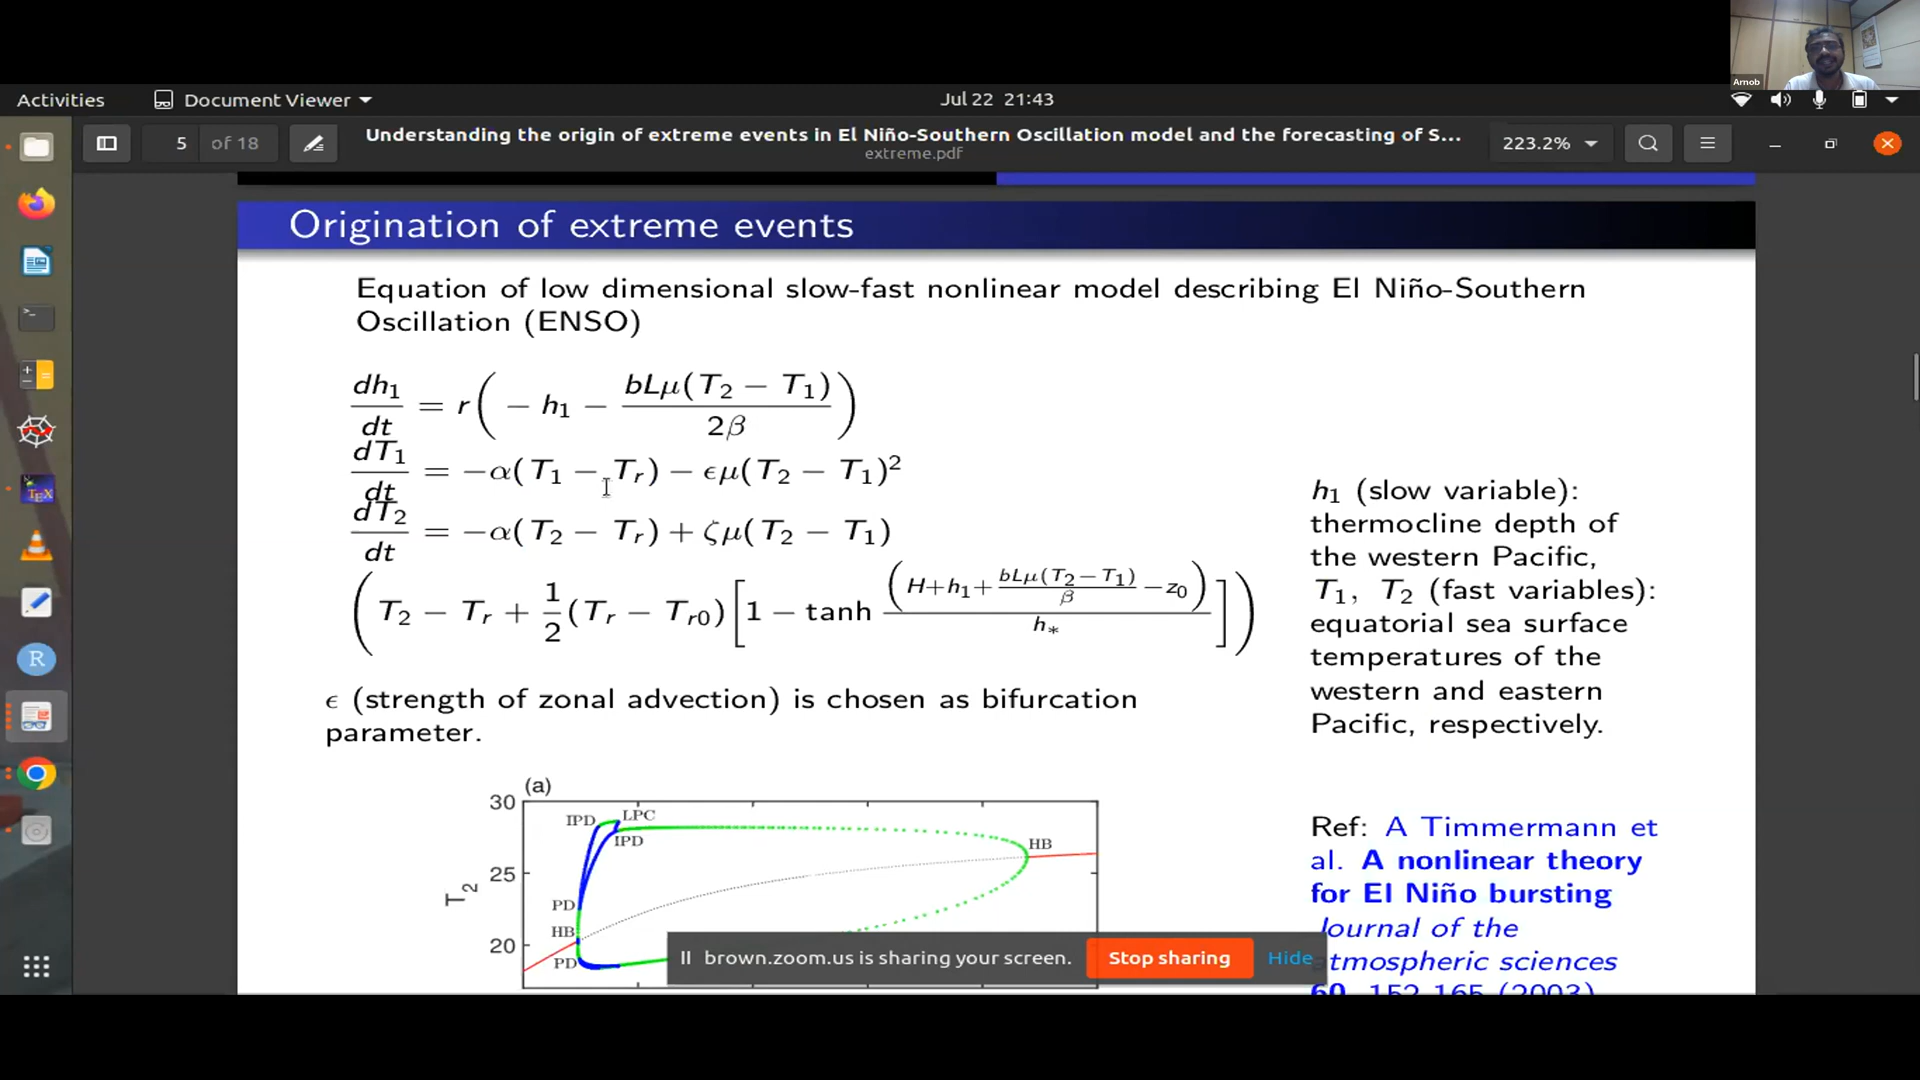 Arnob
Activities
Document Viewer
Jul 22 21:43
5 of 18
Understanding the origin of extreme events in El Niño-Southern Oscillation model and the forecasting of S...
extreme.pdf
223.2%
Origination of extreme events
Equation of low dimensional slow-fast nonlinear model describing El Niño-Southern
Oscillation (ENSO)
dh₁/dt = r( − h₁ − bLμ(T₂ − T₁)/2β )
dT₁/dt = −α(T₁ − Tᵣ) − ϵμ(T₂ − T₁)²
dT₂/dt = −α(T₂ − Tᵣ) + ζμ(T₂ − T₁)
( T₂ − Tᵣ + 1/2 (Tᵣ − Tᵣ₀) [ 1 − tanh (H+h₁+ bLμ(T₂−T₁)/β −z₀)/h* ] )
ϵ (strength of zonal advection) is chosen as bifurcation
parameter.
h₁ (slow variable):
thermocline depth of
the western Pacific,
T₁, T₂ (fast variables):
equatorial sea surface
temperatures of the
western and eastern
Pacific, respectively.
(a)
30
25
20
T₂
IPD
LPC
IPD
HB
PD
HB
PD
Ref: A Timmermann et
al. A nonlinear theory
for El Niño bursting
Journal of the
atmospheric sciences
60, 152-165 (2003)
brown.zoom.us is sharing your screen.
Stop sharing
Hide